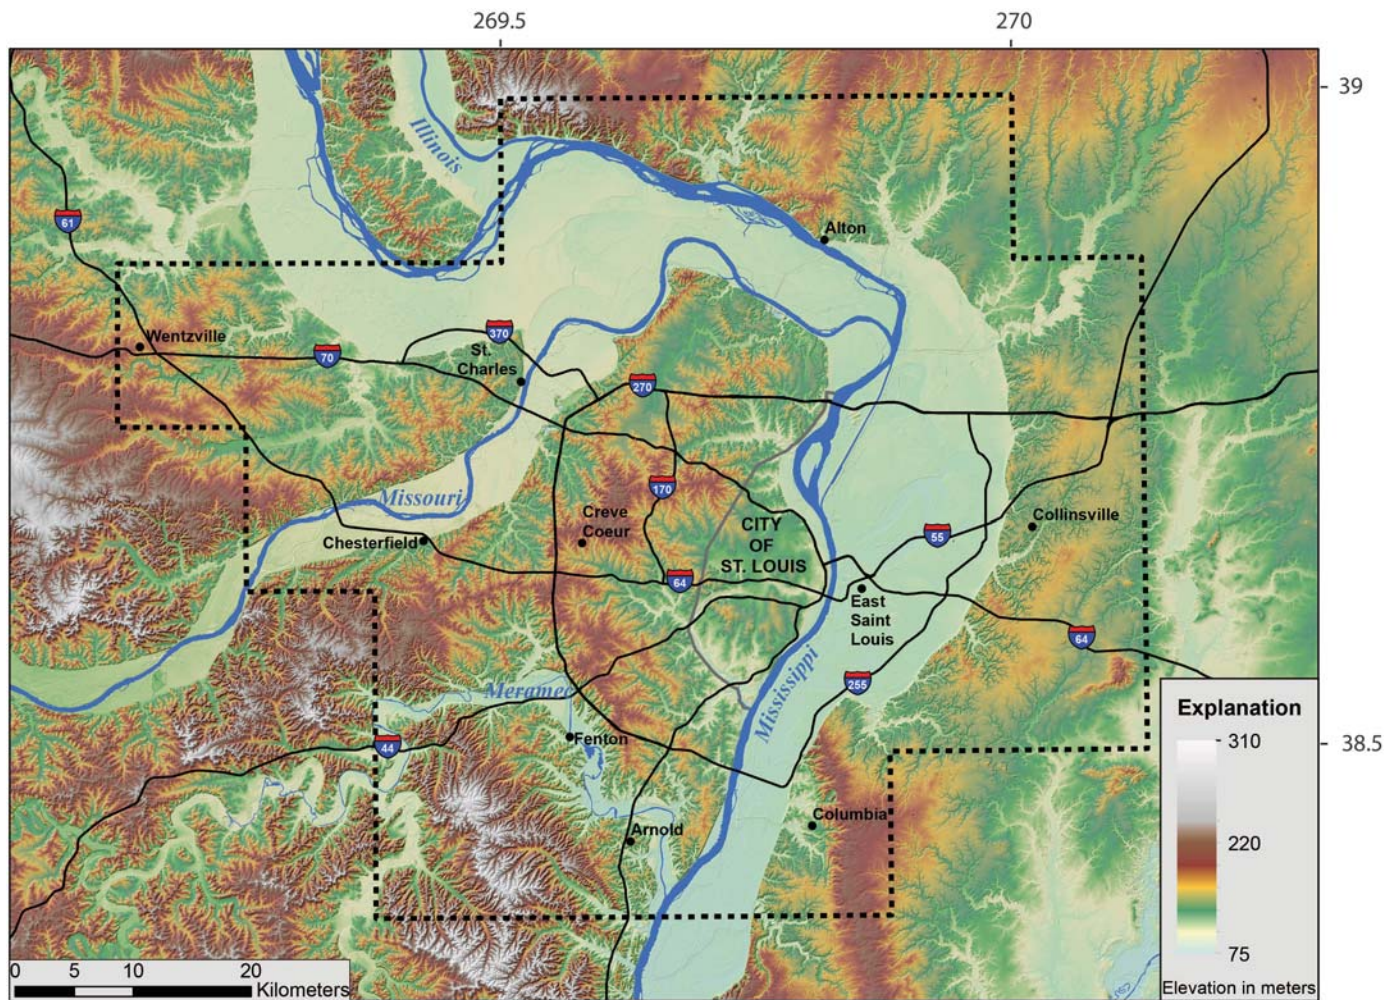 269.5
270
39
Illinois
61
Alton
Wentzville
370
70
St.
Charles
270
Missouri
170
Creve
Coeur
CITY
OF
ST. LOUIS
Collinsville
55
Chesterfield
64
East
Saint
Louis
64
Mississippi
255
Meramec
Explanation
310
Fenton
44
38.5
Columbia
Arnold
220
75
0
5
10
20
Kilometers
Elevation in meters